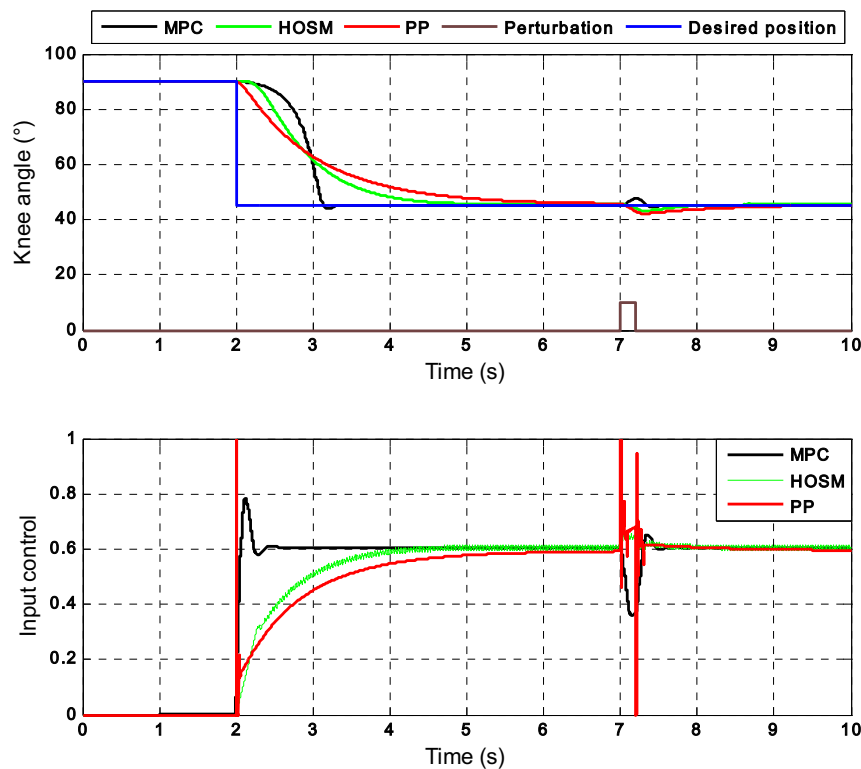 MPC HOSM PP Perturbation Desired position
100
80
60
40
20
0
Knee angle (°)
0 1 2 3 4 5 6 7 8 9 10
Time (s)
MPC
HOSM
PP
1
0.8
0.6
0.4
0.2
0
Input control
0 1 2 3 4 5 6 7 8 9 10
Time (s)